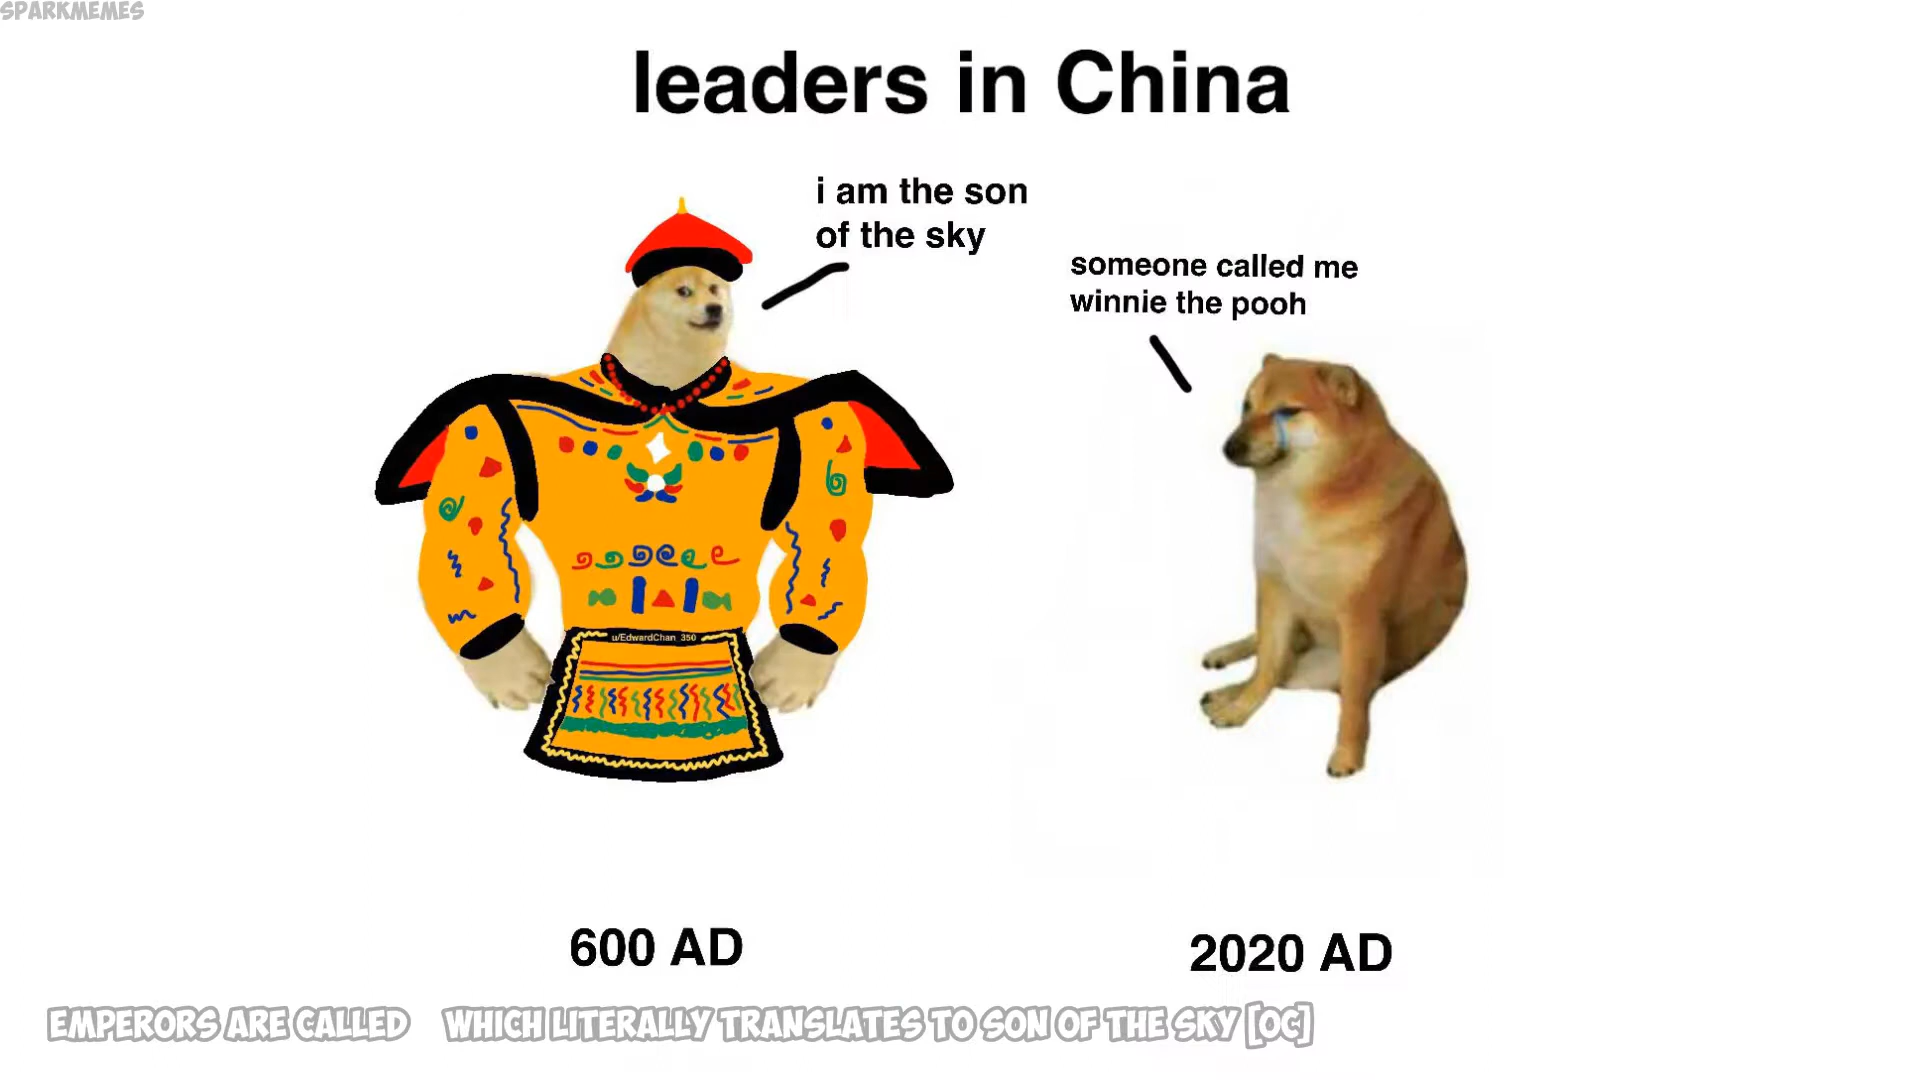 SPARKMEMES
leaders in China
i am the son
of the sky
someone called me
winnie the pooh
u/EdwardChan_350
600 AD
2020 AD
EMPERORS ARE CALLED WHICH LITERALLY TRANSLATES TO SON OF THE SKY [OC]